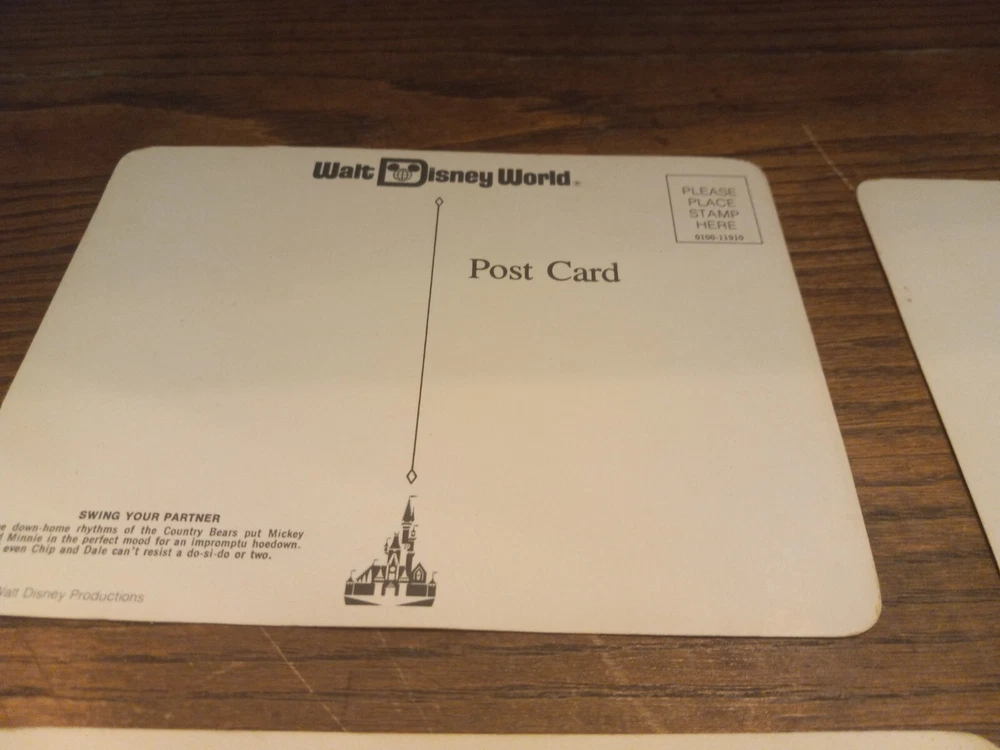 Walt Disney World®
PLEASE
PLACE
STAMP
HERE
0100-11910
Post Card
SWING YOUR PARTNER
down-home rhythms of the Country Bears put Mickey
Minnie in the perfect mood for an impromptu hoedown.
even Chip and Dale can't resist a do-si-do or two.
Walt Disney Productions